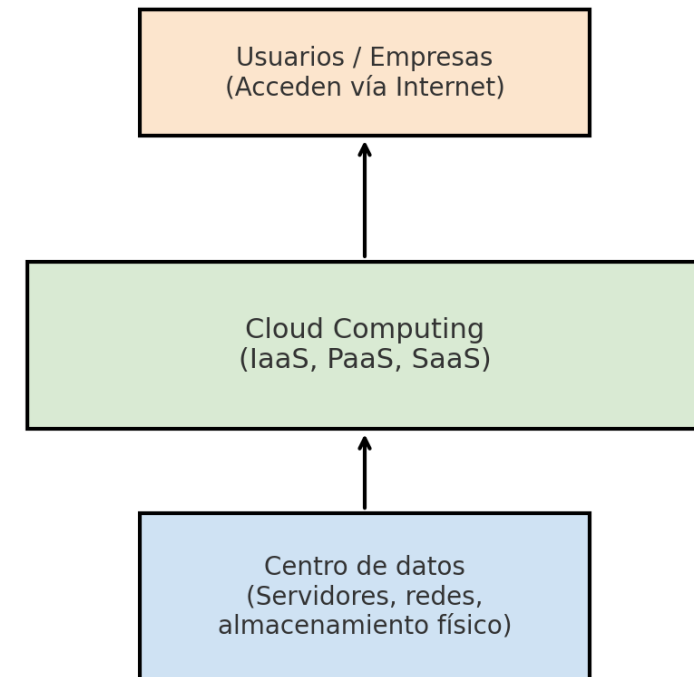 Usuarios / Empresas
(Acceden vía Internet)
Cloud Computing
(IaaS, PaaS, SaaS)
Centro de datos
(Servidores, redes,
almacenamiento físico)